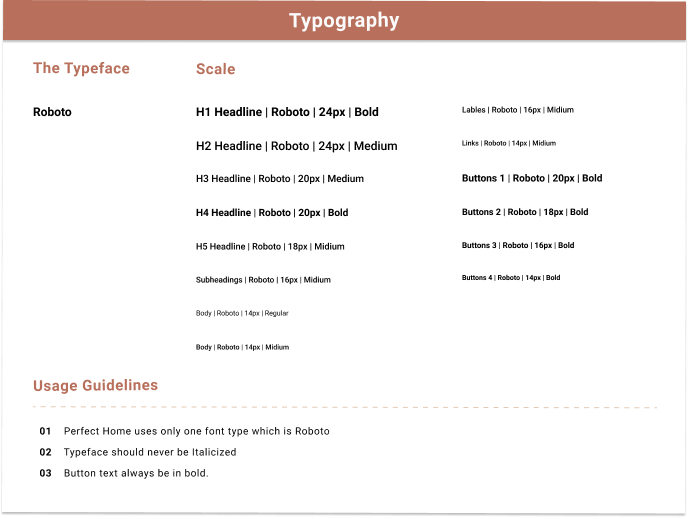 Typography
The Typeface
Scale
Roboto
H1 Headline | Roboto | 24px | Bold
H2 Headline | Roboto | 24px | Medium
H3 Headline | Roboto | 20px | Medium
H4 Headline | Roboto | 20px | Bold
H5 Headline | Roboto | 18px | Midium
Subheadings | Roboto | 16px | Midium
Body | Roboto | 14px | Regular
Body | Roboto | 14px | Midium
Lables | Roboto | 16px | Midium
Links | Roboto | 14px | Midium
Buttons 1 | Roboto | 20px | Bold
Buttons 2 | Roboto | 18px | Bold
Buttons 3 | Roboto | 16px | Bold
Buttons 4 | Roboto | 14px | Bold
Usage Guidelines
01 Perfect Home uses only one font type which is Roboto
02 Typeface should never be Italicized
03 Button text always be in bold.